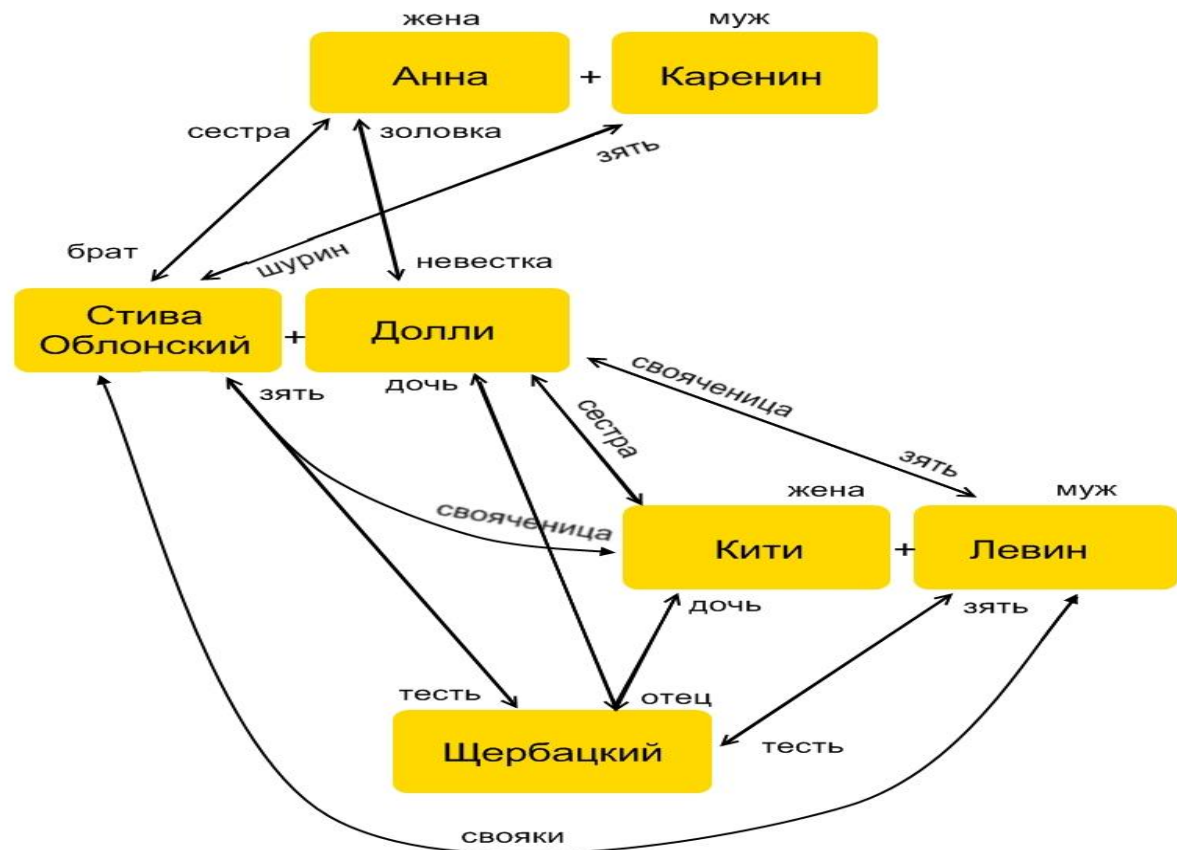 жена
муж
Анна + Каренин
сестра
золовка
зять
брат
шурин
невестка
Стива
Облонский + Долли
зять
дочь
сестра
свояченица
зять
свояченица
жена
муж
Кити + Левин
дочь
зять
тесть
отец
Щербацкий
тесть
свояки